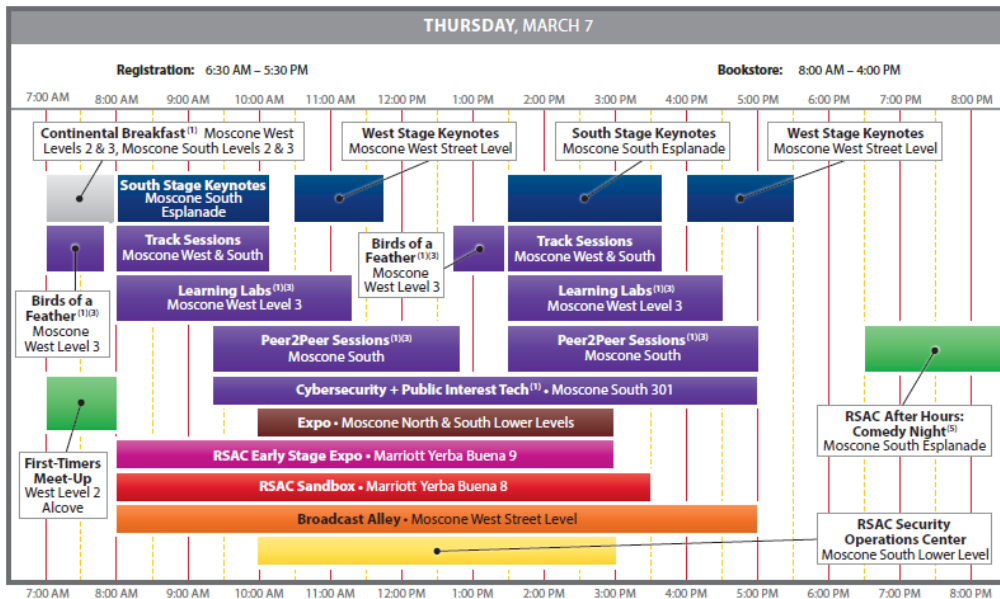 THURSDAY, MARCH 7
Registration: 6:30 AM – 5:30 PM
Bookstore: 8:00 AM – 4:00 PM
7:00 AM 8:00 AM 9:00 AM 10:00 AM 11:00 AM 12:00 PM 1:00 PM 2:00 PM 3:00 PM 4:00 PM 5:00 PM 6:00 PM 7:00 PM 8:00 PM
Continental Breakfast(1) Moscone West
Levels 2 & 3, Moscone South Levels 2 & 3
West Stage Keynotes
Moscone West Street Level
South Stage Keynotes
Moscone South Esplanade
West Stage Keynotes
Moscone West Street Level
South Stage Keynotes
Moscone South
Esplanade
Track Sessions
Moscone West & South
Birds of a
Feather(1)(3)
Moscone
West Level 3
Track Sessions
Moscone West & South
Birds of a
Feather(1)(3)
Moscone
West Level 3
Learning Labs(1)(3)
Moscone West Level 3
Learning Labs(1)(3)
Moscone West Level 3
Peer2Peer Sessions(1)(3)
Moscone South
Peer2Peer Sessions(1)(3)
Moscone South
Cybersecurity + Public Interest Tech(1) • Moscone South 301
Expo • Moscone North & South Lower Levels
RSAC After Hours:
Comedy Night(5)
Moscone South Esplanade
RSAC Early Stage Expo • Marriott Yerba Buena 9
First-Timers
Meet-Up
West Level 2
Alcove
RSAC Sandbox • Marriott Yerba Buena 8
Broadcast Alley • Moscone West Street Level
RSAC Security
Operations Center
Moscone South Lower Level
7:00 AM 8:00 AM 9:00 AM 10:00 AM 11:00 AM 12:00 PM 1:00 PM 2:00 PM 3:00 PM 4:00 PM 5:00 PM 6:00 PM 7:00 PM 8:00 PM